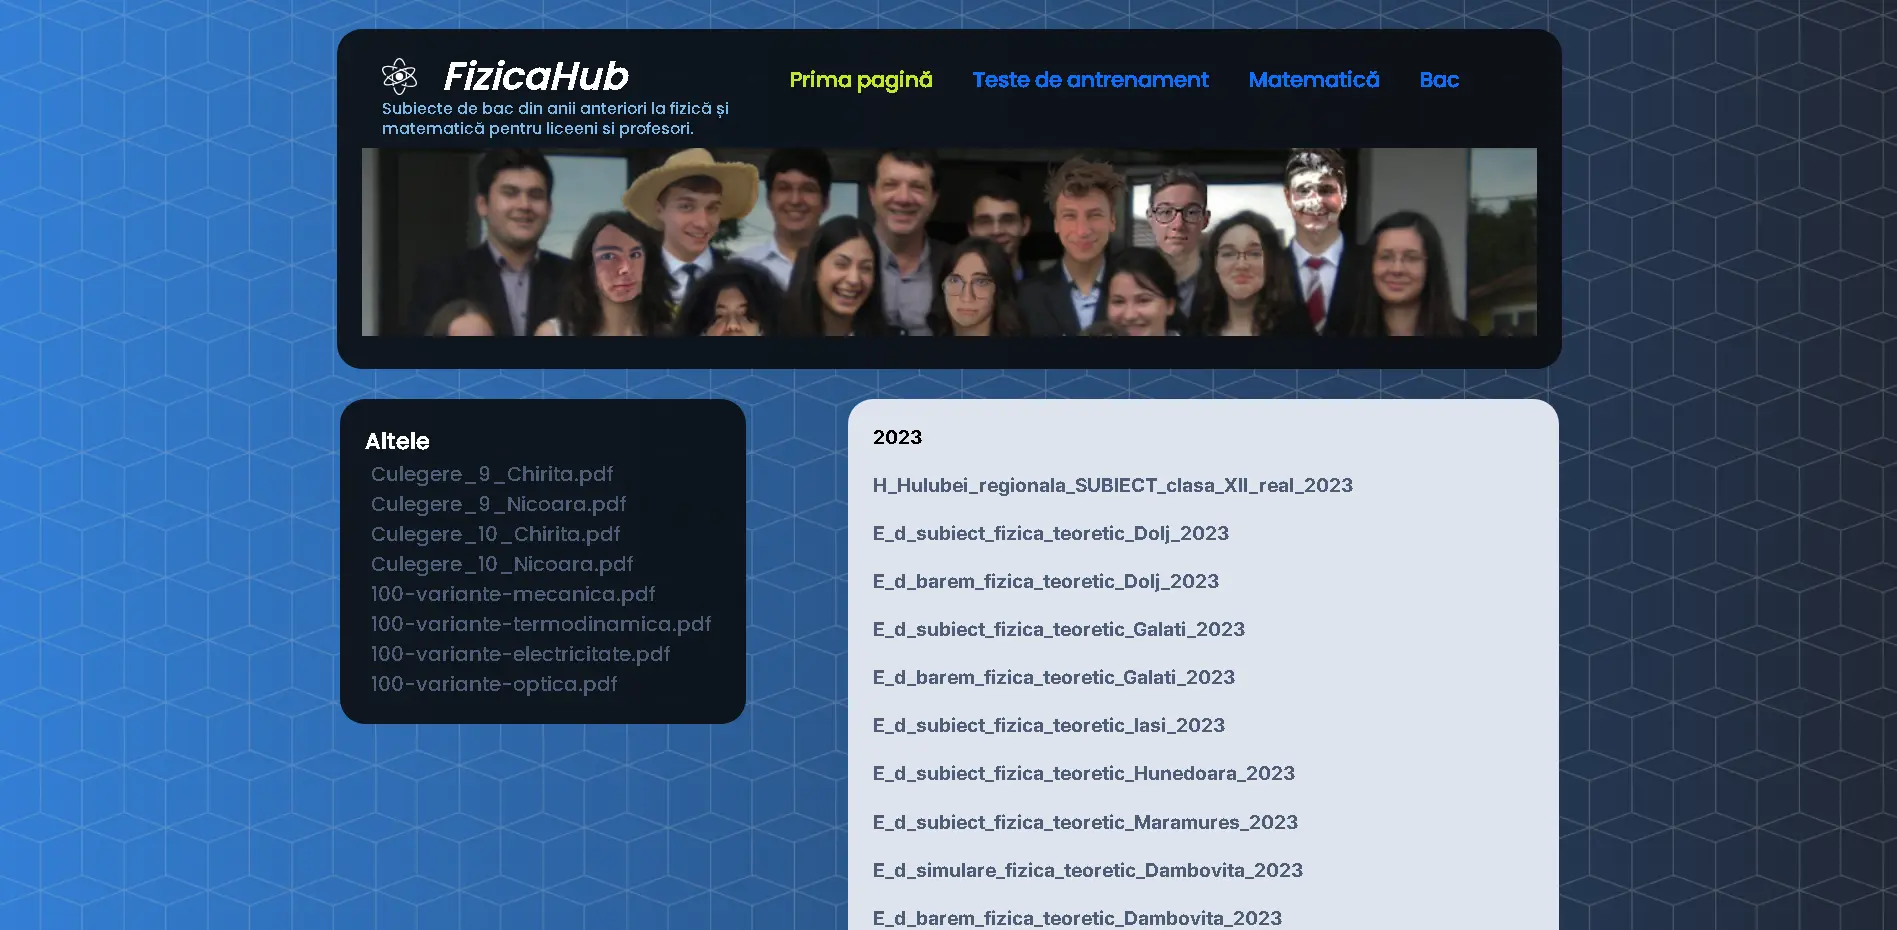 FizicaHub
Subiecte de bac din anii anteriori la fizică și
matematică pentru liceeni si profesori.
Prima pagină
Teste de antrenament
Matematică
Bac
Altele
Culegere_9_Chirita.pdf
Culegere_9_Nicoara.pdf
Culegere_10_Chirita.pdf
Culegere_10_Nicoara.pdf
100-variante-mecanica.pdf
100-variante-termodinamica.pdf
100-variante-electricitate.pdf
100-variante-optica.pdf
2023
H_Hulubei_regionala_SUBIECT_clasa_XII_real_2023
E_d_subiect_fizica_teoretic_Dolj_2023
E_d_barem_fizica_teoretic_Dolj_2023
E_d_subiect_fizica_teoretic_Galati_2023
E_d_barem_fizica_teoretic_Galati_2023
E_d_subiect_fizica_teoretic_Iasi_2023
E_d_subiect_fizica_teoretic_Hunedoara_2023
E_d_subiect_fizica_teoretic_Maramures_2023
E_d_simulare_fizica_teoretic_Dambovita_2023
E_d_barem_fizica_teoretic_Dambovita_2023